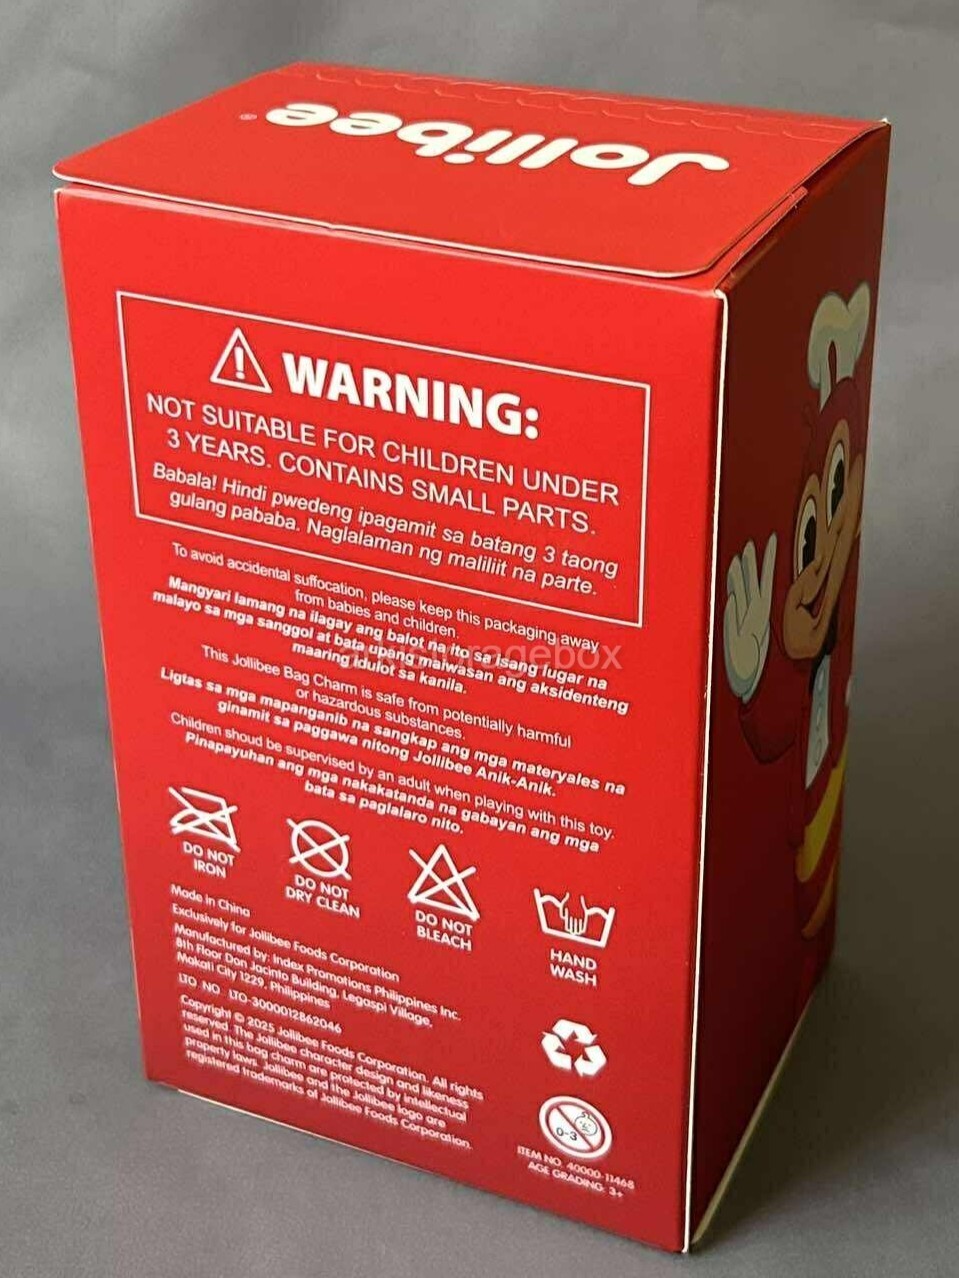 Jollibee®
WARNING:
NOT SUITABLE FOR CHILDREN UNDER
3 YEARS. CONTAINS SMALL PARTS.
Babala! Hindi pwedeng ipagamit sa batang 3 taong
gulang pababa. Naglalaman ng maliliit na parte.
To avoid accidental suffocation, please keep this packaging away
from babies and children.
Mangyari lamang na ilagay ang balot na ito sa isang lugar na
malayo sa mga sanggol at bata upang maiwasan ang aksidenteng
maaring idulot sa kanila.
This Jollibee Bag Charm is safe from potentially harmful
or hazardous substances.
Ligtas sa mga mapanganib na sangkap ang mga materyales na
ginamit sa paggawa nitong Jollibee Anik-Anik.
Children shoud be supervised by an adult when playing with this toy.
Pinapayuhan ang mga nakakatanda na gabayan ang mga
bata sa paglalaro nito.
DO NOT
IRON
DO NOT
DRY CLEAN
DO NOT
BLEACH
HAND
WASH
Made in China
Exclusively for Jollibee Foods Corporation
Manufactured by: Index Promotions Philippines Inc.
8th Floor Don Jacinto Building, Legaspi Village,
Makati City 1229, Philippines
LTO NO. LTO-3000012862046
Copyright © 2025 Jollibee Foods Corporation. All rights
reserved. The Jollibee character design and likeness
used in this bag charm are protected by intellectual
property laws. Jollibee and the Jollibee logo are
registered trademarks of Jollibee Foods Corporation.
0-3
ITEM NO. 40000-11468
AGE GRADING: 3+